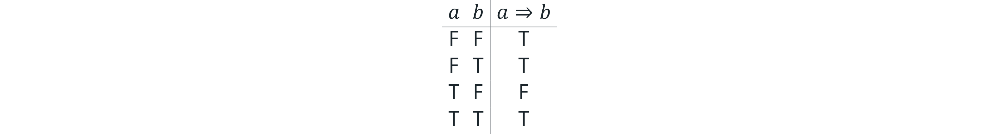 a b a ⇒ b
F F T
F T T
T F F
T T T